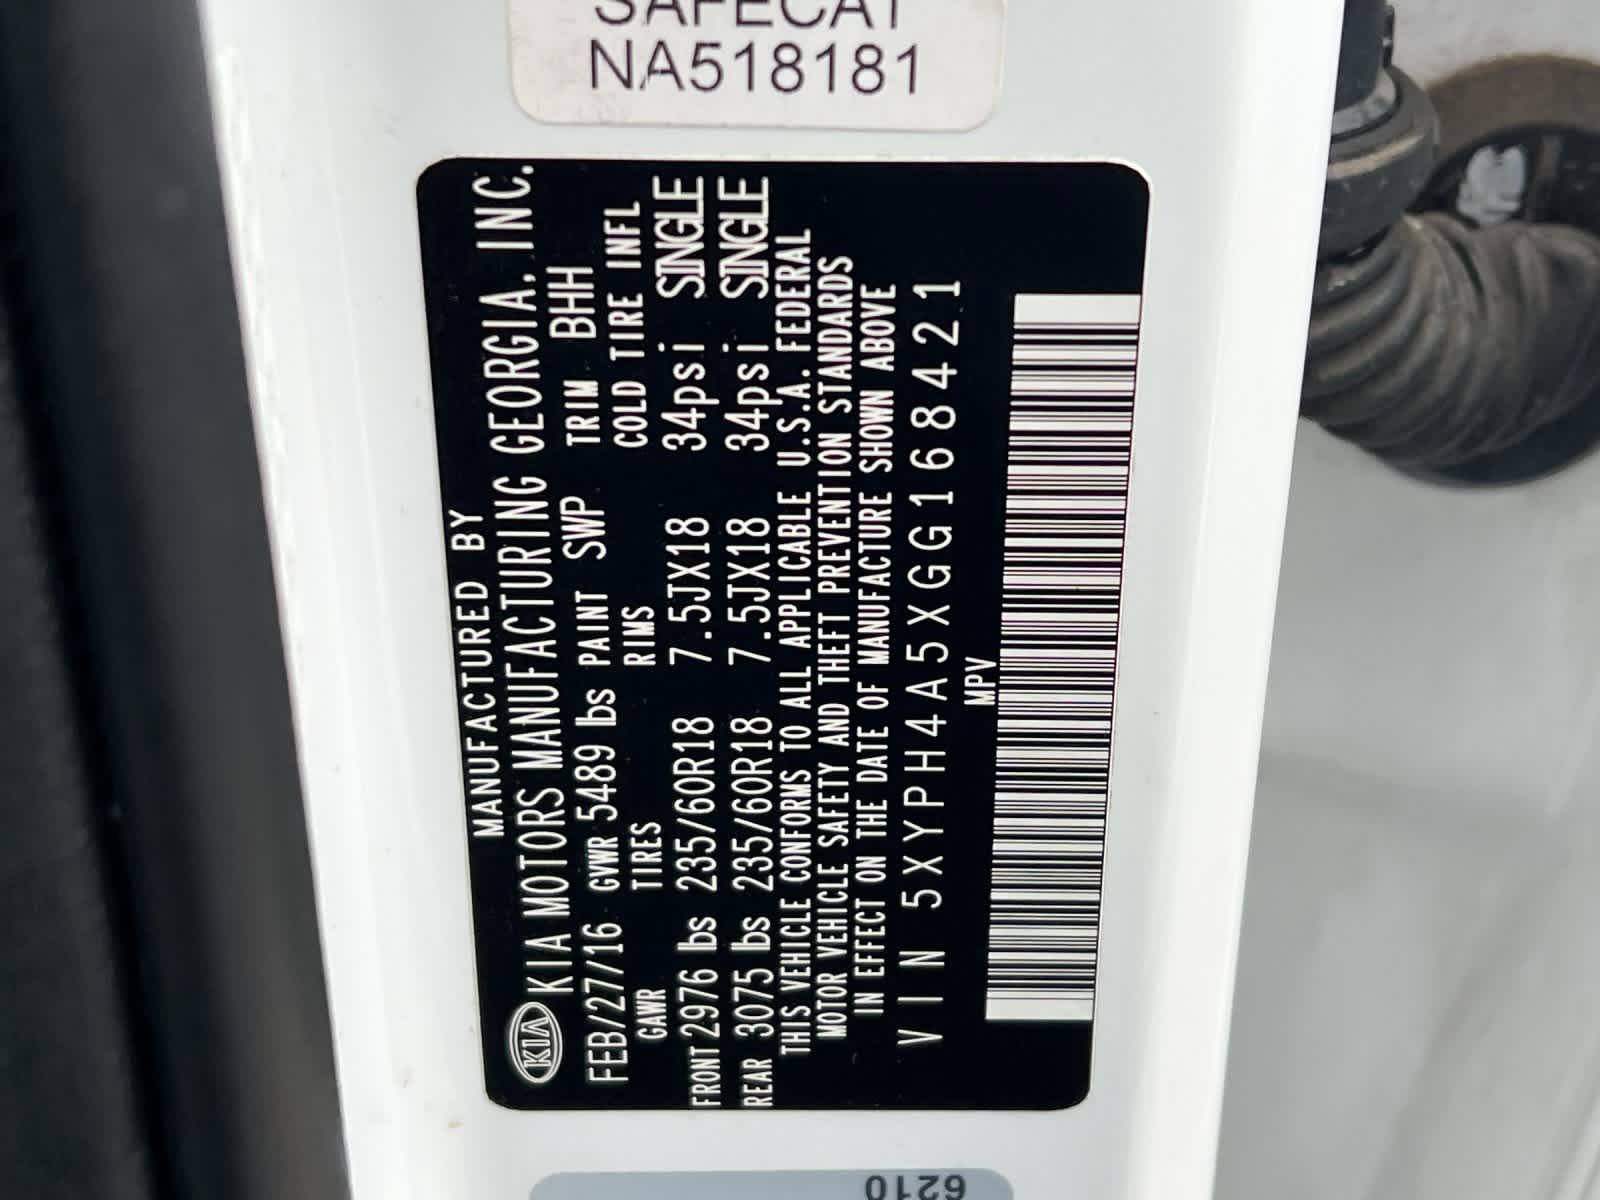 SAFECAT
NA518181
MANUFACTURED BY
KIA KIA MOTORS MANUFACTURING GEORGIA, INC.
FEB/27/16 GVWR 5489 lbs PAINT SWP TRIM BHH
GAWR TIRES RIMS COLD TIRE INFL
FRONT 2976 lbs 235/60R18 7.5JX18 34psi SINGLE
REAR 3075 lbs 235/60R18 7.5JX18 34psi SINGLE
THIS VEHICLE CONFORMS TO ALL APPLICABLE U.S.A. FEDERAL
MOTOR VEHICLE SAFETY AND THEFT PREVENTION STANDARDS
IN EFFECT ON THE DATE OF MANUFACTURE SHOWN ABOVE
VIN 5XYPH4A5XGG168421
MPV
6210